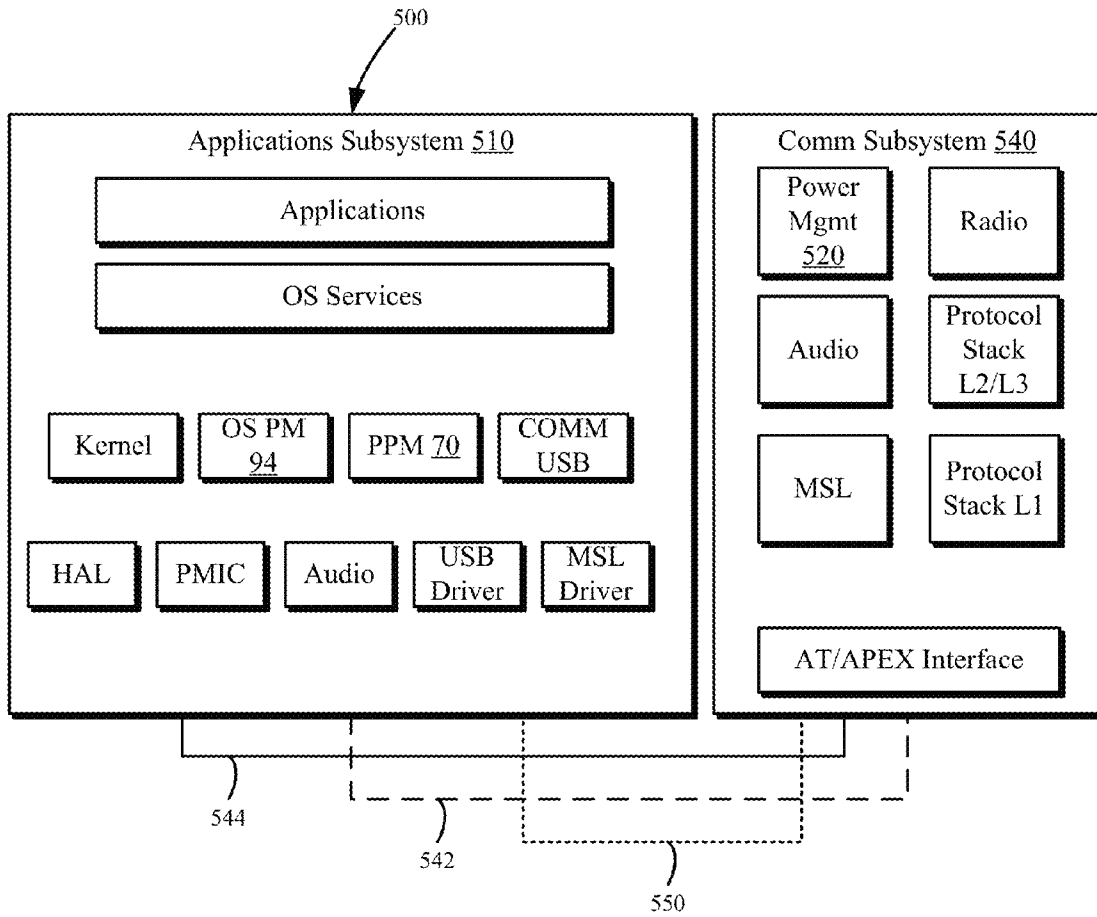 500
Applications Subsystem 510
Applications
OS Services
Kernel
OS PM
94
PPM 70
COMM
USB
HAL
PMIC
Audio
USB
Driver
MSL
Driver
Comm Subsystem 540
Power
Mgmt
520
Radio
Audio
Protocol
Stack
L2/L3
MSL
Protocol
Stack L1
AT/APEX Interface
544
542
550